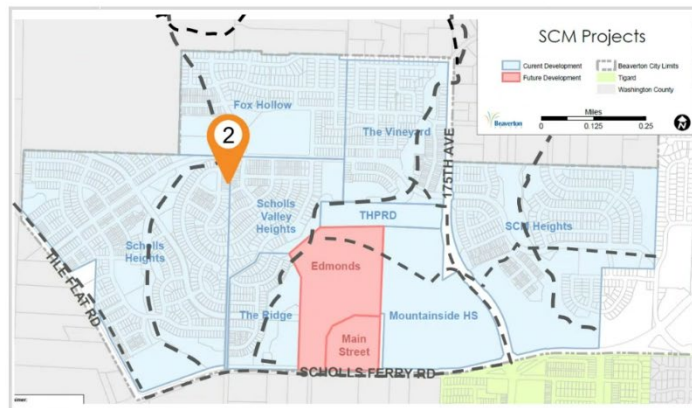 SCM Projects
Current Development
Future Development
Beaverton City Limits
Tigard
Washington County
Beaverton
Miles
0 0.125 0.25
Fox Hollow
The Vineyard
2
175TH AVE
Scholls
Valley
Heights
THPRD
SCM Heights
Scholls
Heights
TILE FLAT RD
Edmonds
The Ridge
Mountainside HS
Main
Street
SCHOLLS FERRY RD